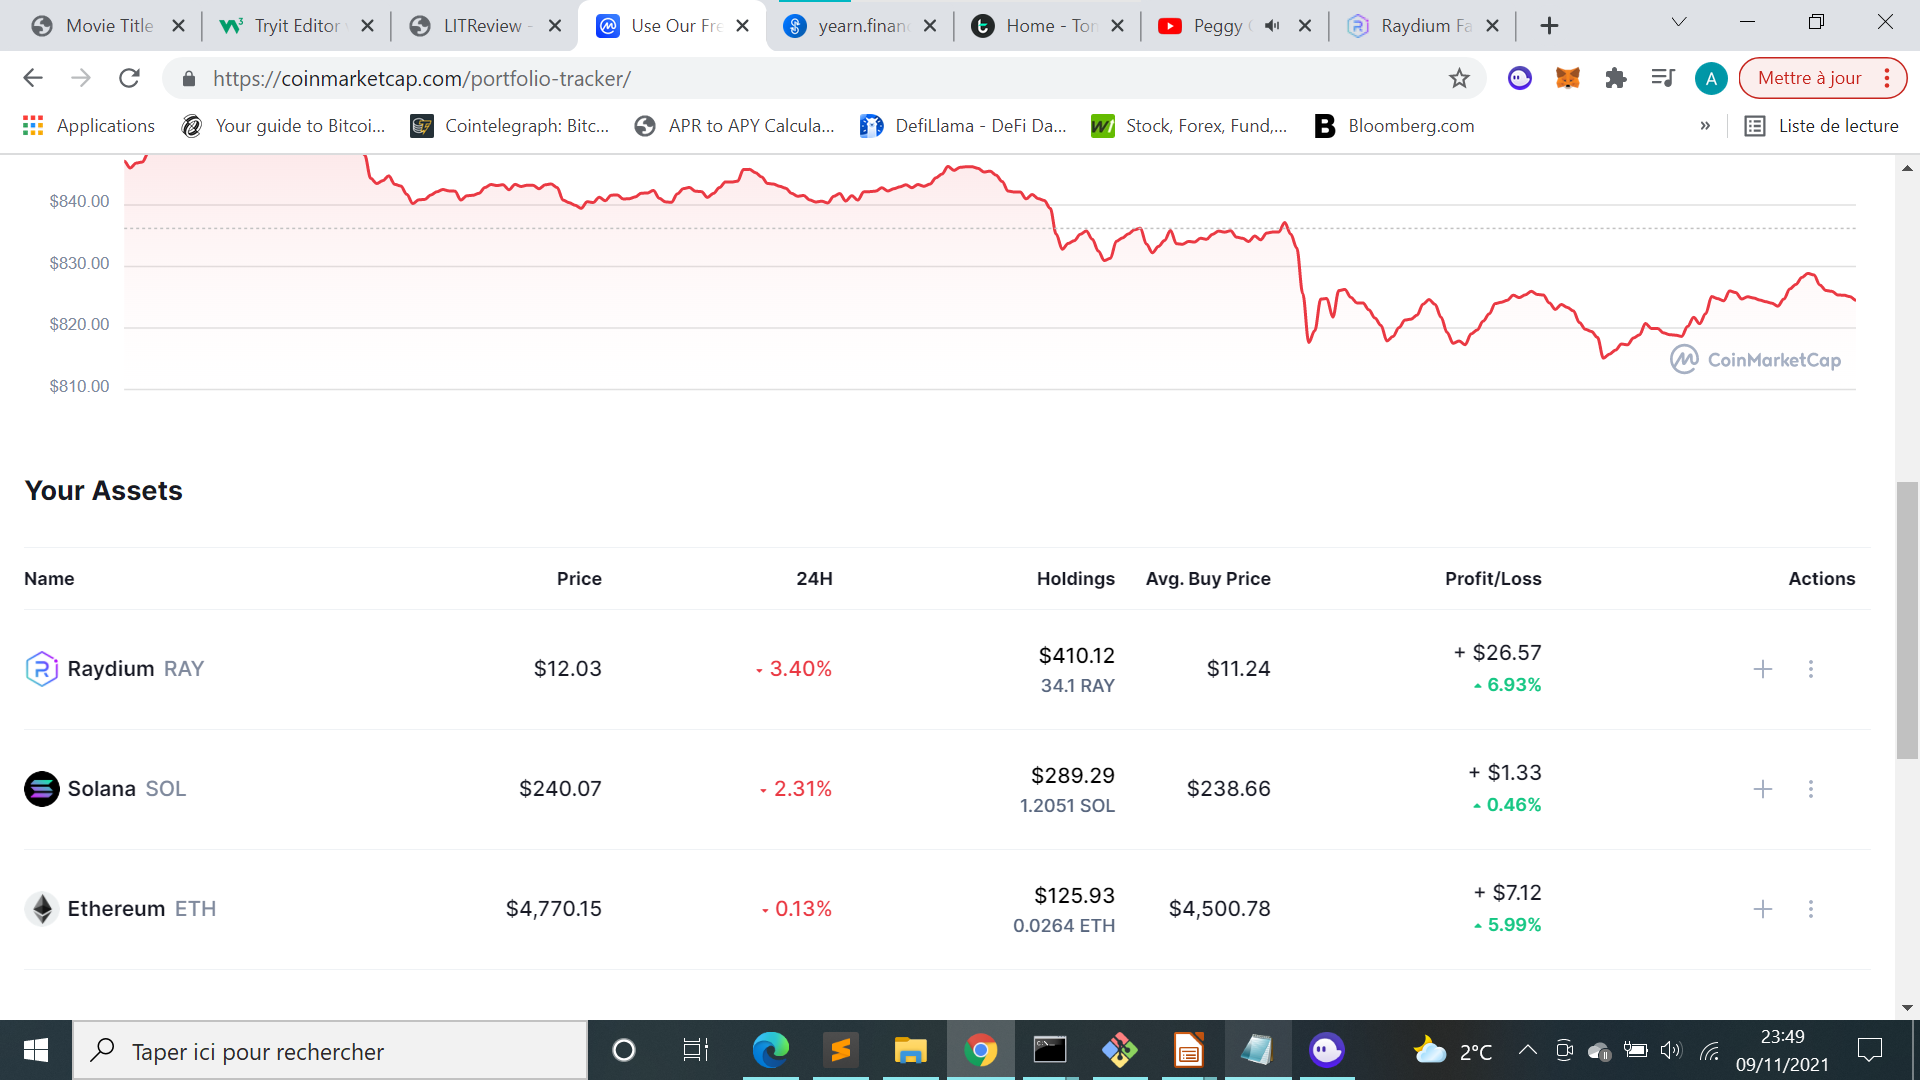 Movie Title
Tryit Editor
LITReview -
Use Our Fre
yearn.financ
Home - Ton
Peggy
Raydium Fa
https://coinmarketcap.com/portfolio-tracker/
A
Mettre à jour
Applications
Your guide to Bitcoi...
Cointelegraph: Bitc...
APR to APY Calcula...
DefiLlama - DeFi Da...
Stock, Forex, Fund,...
Bloomberg.com
»
Liste de lecture
$840.00
$830.00
$820.00
$810.00
CoinMarketCap
Your Assets
Name Price 24H Holdings Avg. Buy Price Profit/Loss Actions
Raydium RAY $12.03 3.40% $410.12 $11.24 + $26.57
34.1 RAY 6.93%
Solana SOL $240.07 2.31% $289.29 $238.66 + $1.33
1.2051 SOL 0.46%
Ethereum ETH $4,770.15 0.13% $125.93 $4,500.78 + $7.12
0.0264 ETH 5.99%
Taper ici pour rechercher
2°C
23:49
09/11/2021